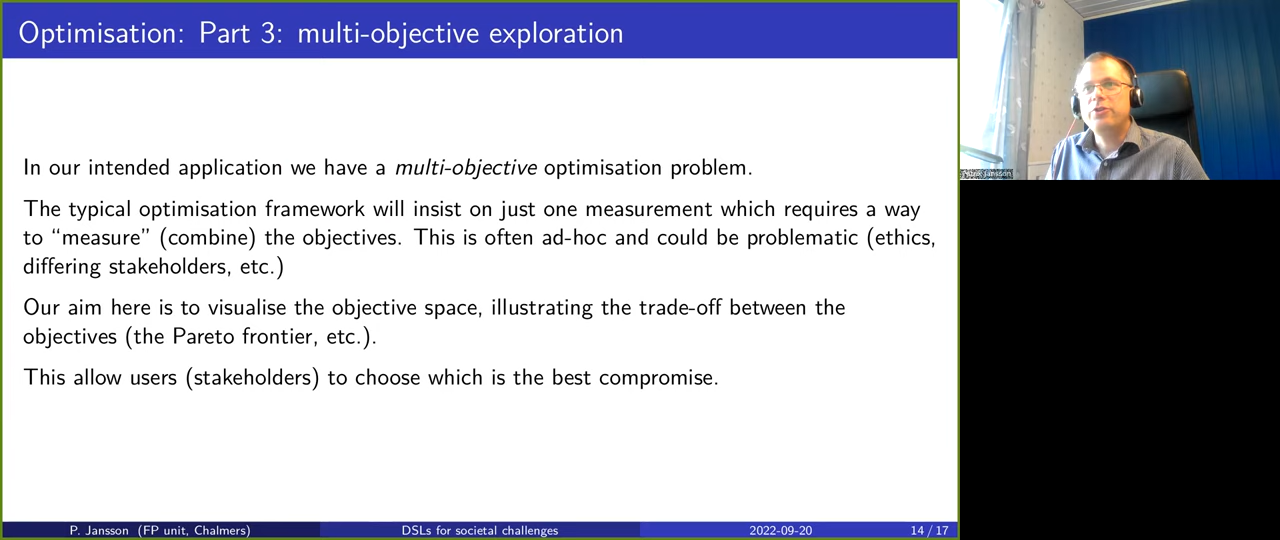 Optimisation: Part 3: multi-objective exploration
In our intended application we have a multi-objective optimisation problem.
The typical optimisation framework will insist on just one measurement which requires a way
to “measure” (combine) the objectives. This is often ad-hoc and could be problematic (ethics,
differing stakeholders, etc.)
Our aim here is to visualise the objective space, illustrating the trade-off between the
objectives (the Pareto frontier, etc.).
This allow users (stakeholders) to choose which is the best compromise.
P. Jansson (FP unit, Chalmers)
DSLs for societal challenges
2022-09-20
14 / 17
Jansson